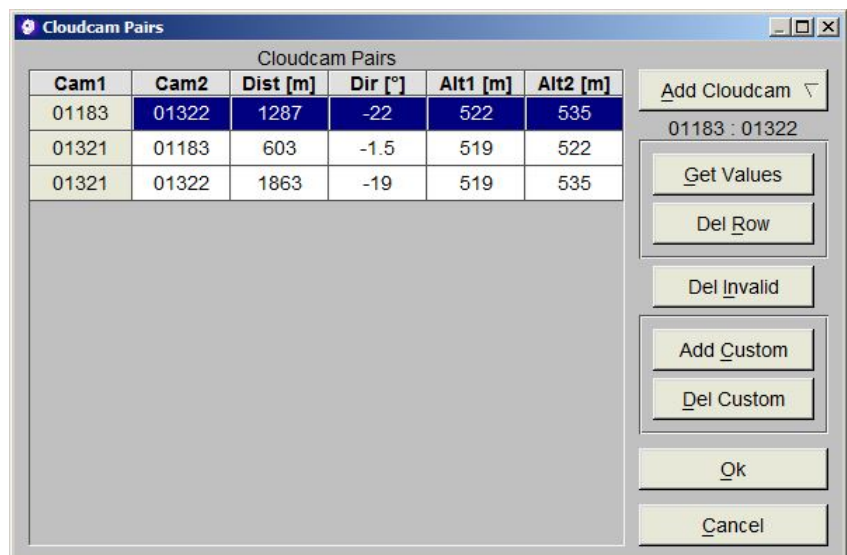 Cloudcam Pairs
Cloudcam Pairs
Cam1 Cam2 Dist [m] Dir [°] Alt1 [m] Alt2 [m]
01183 01322 1287 -22 522 535
01321 01183 603 -1.5 519 522
01321 01322 1863 -19 519 535
Add Cloudcam
01183 : 01322
Get Values
Del Row
Del Invalid
Add Custom
Del Custom
Ok
Cancel